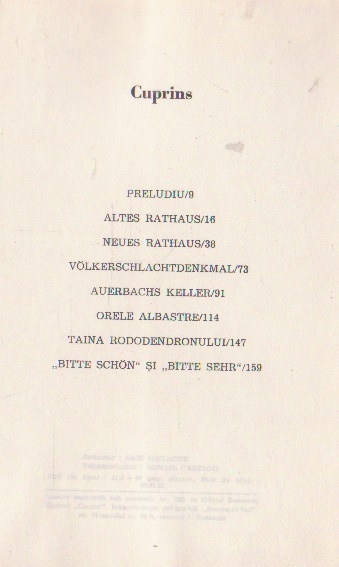 Cuprins
PRELUDIU/9
ALTES RATHAUS/16
NEUES RATHAUS/38
VÖLKERSCHLACHTDENKMAL/73
AUERBACHS KELLER/91
ORELE ALBASTRE/114
TAINA RODODENDRONULUI/147
„BITTE SCHÖN“ ŞI „BITTE SEHR“/159